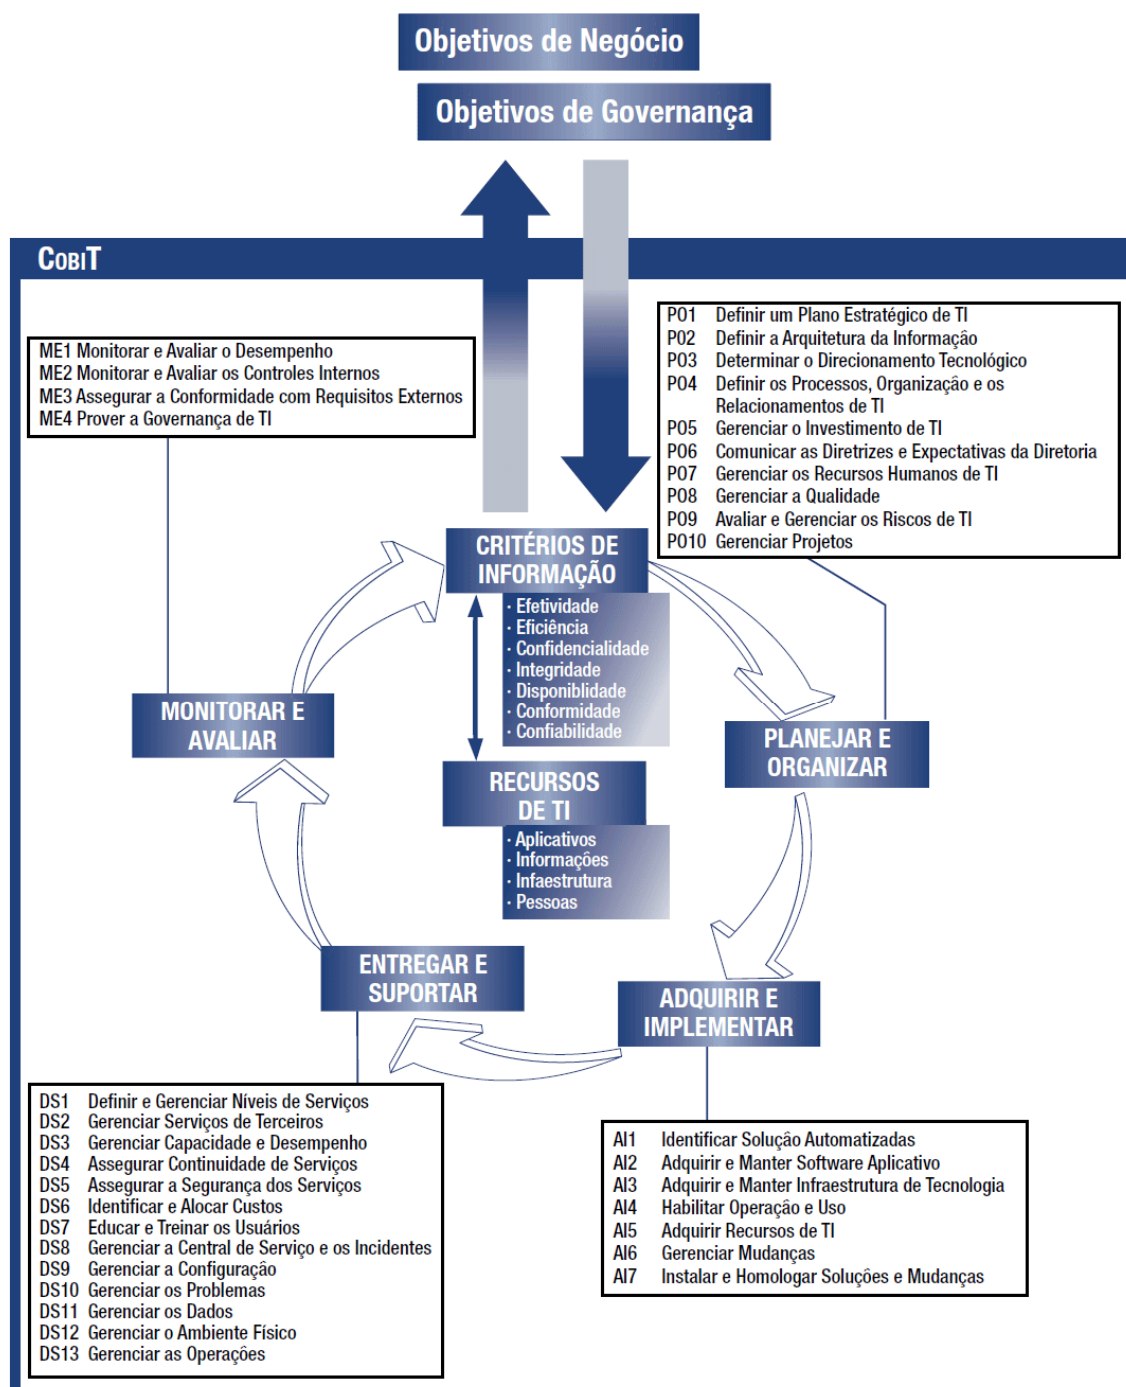 Objetivos de Negócio
Objetivos de Governança
COBIT
ME1 Monitorar e Avaliar o Desempenho
ME2 Monitorar e Avaliar os Controles Internos
ME3 Assegurar a Conformidade com Requisitos Externos
ME4 Prover a Governança de TI
PO1 Definir um Plano Estratégico de TI
PO2 Definir a Arquitetura da Informação
PO3 Determinar o Direcionamento Tecnológico
PO4 Definir os Processos, Organização e os
Relacionamentos de TI
PO5 Gerenciar o Investimento de TI
PO6 Comunicar as Diretrizes e Expectativas da Diretoria
PO7 Gerenciar os Recursos Humanos de TI
PO8 Gerenciar a Qualidade
PO9 Avaliar e Gerenciar os Riscos de TI
PO10 Gerenciar Projetos
CRITÉRIOS DE
INFORMAÇÃO
· Efetividade
· Eficiência
· Confidencialidade
· Integridade
· Disponiblidade
· Conformidade
· Confiabilidade
MONITORAR E
AVALIAR
PLANEJAR E
ORGANIZAR
RECURSOS
DE TI
· Aplicativos
· Informações
· Infaestrutura
· Pessoas
ENTREGAR E
SUPORTAR
ADQUIRIR E
IMPLEMENTAR
DS1 Definir e Gerenciar Níveis de Serviços
DS2 Gerenciar Serviços de Terceiros
DS3 Gerenciar Capacidade e Desempenho
DS4 Assegurar Continuidade de Serviços
DS5 Assegurar a Segurança dos Serviços
DS6 Identificar e Alocar Custos
DS7 Educar e Treinar os Usuários
DS8 Gerenciar a Central de Serviço e os Incidentes
DS9 Gerenciar a Configuração
DS10 Gerenciar os Problemas
DS11 Gerenciar os Dados
DS12 Gerenciar o Ambiente Físico
DS13 Gerenciar as Operações
AI1 Identificar Solução Automatizadas
AI2 Adquirir e Manter Software Aplicativo
AI3 Adquirir e Manter Infraestrutura de Tecnologia
AI4 Habilitar Operação e Uso
AI5 Adquirir Recursos de TI
AI6 Gerenciar Mudanças
AI7 Instalar e Homologar Soluções e Mudanças